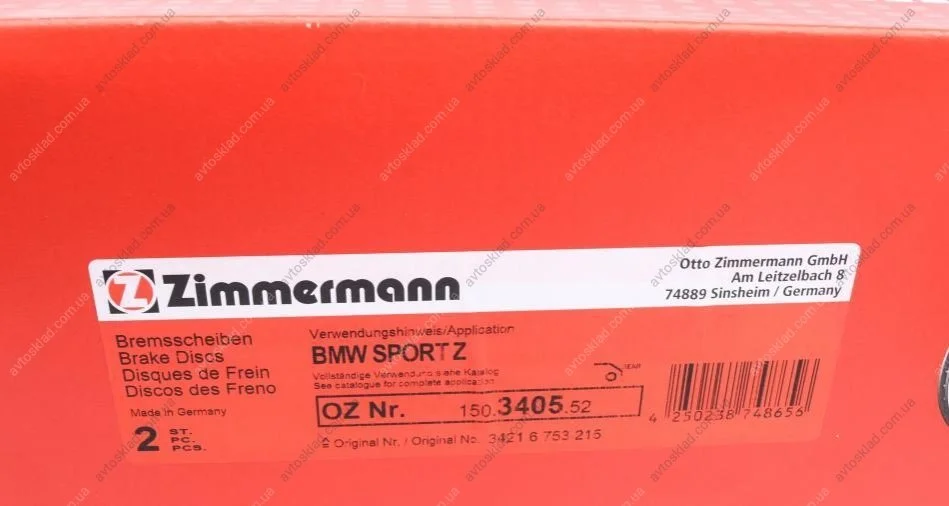 Zimmermann
Otto Zimmermann GmbH
Am Leitzelbach 8
74889 Sinsheim / Germany
Bremsscheiben
Brake Discs
Disques de Frein
Discos des Freno
Made in Germany
2 ST.
PC.
PCS.
Verwendungshinweis/Application
BMW SPORT Z
Vollständige Verwendung siehe Katalog
See catalogue for complete application
REAR
OZ Nr. 150.3405.52
≙ Original Nr. / Original No. 3421 6 753 215
4 250238 748656
avtosklad.com.ua